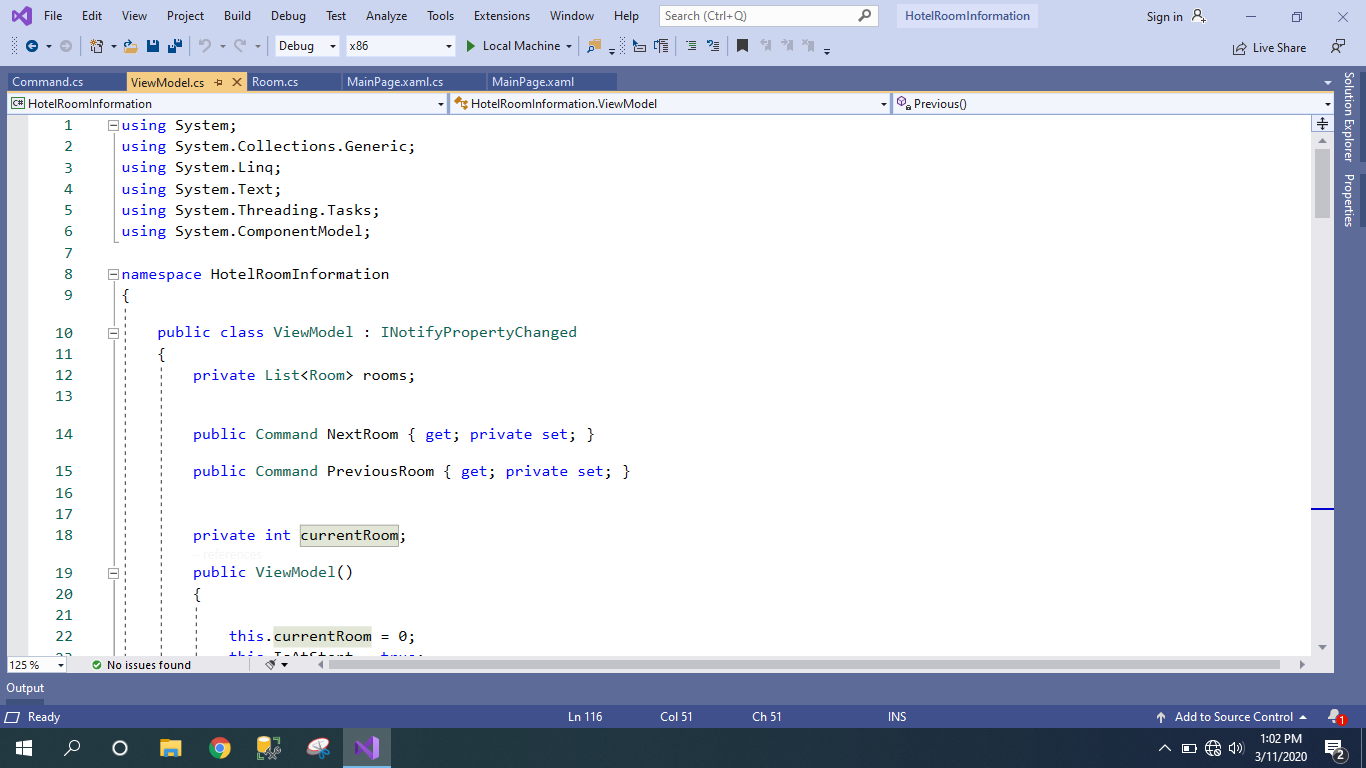 File Edit View Project Build Debug Test Analyze Tools Extensions Window Help Search (Ctrl+Q) HotelRoomInformation Sign in
Debug x86 Local Machine Live Share
Command.cs ViewModel.cs Room.cs MainPage.xaml.cs MainPage.xaml
C# HotelRoomInformation HotelRoomInformation.ViewModel Previous()
1 using System;
2 using System.Collections.Generic;
3 using System.Linq;
4 using System.Text;
5 using System.Threading.Tasks;
6 using System.ComponentModel;
7
8 namespace HotelRoomInformation
9 {
10 public class ViewModel : INotifyPropertyChanged
11 {
12 private List<Room> rooms;
13
14 public Command NextRoom { get; private set; }
15 public Command PreviousRoom { get; private set; }
16
17
18 private int currentRoom;
- references
19 public ViewModel()
20 {
21
22 this.currentRoom = 0;
23 this.IsAtStart = true;
125 % No issues found
Output
Ready Ln 116 Col 51 Ch 51 INS Add to Source Control 1
1:02 PM
3/11/2020 2
Solution Explorer
Properties